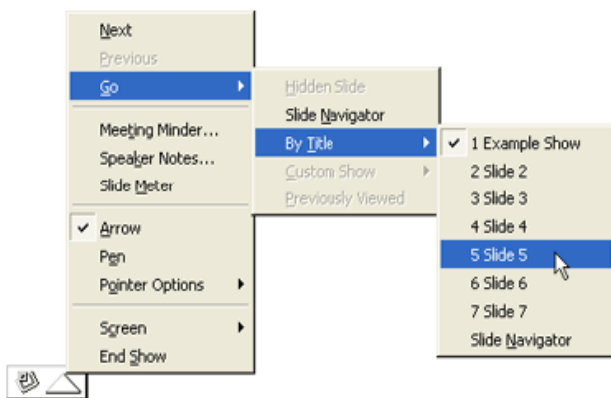 Next
Previous
Go
Meeting Minder...
Speaker Notes...
Slide Meter
Arrow
Pen
Pointer Options
Screen
End Show
Hidden Slide
Slide Navigator
By Title
Custom Show
Previously Viewed
1 Example Show
2 Slide 2
3 Slide 3
4 Slide 4
5 Slide 5
6 Slide 6
7 Slide 7
Slide Navigator